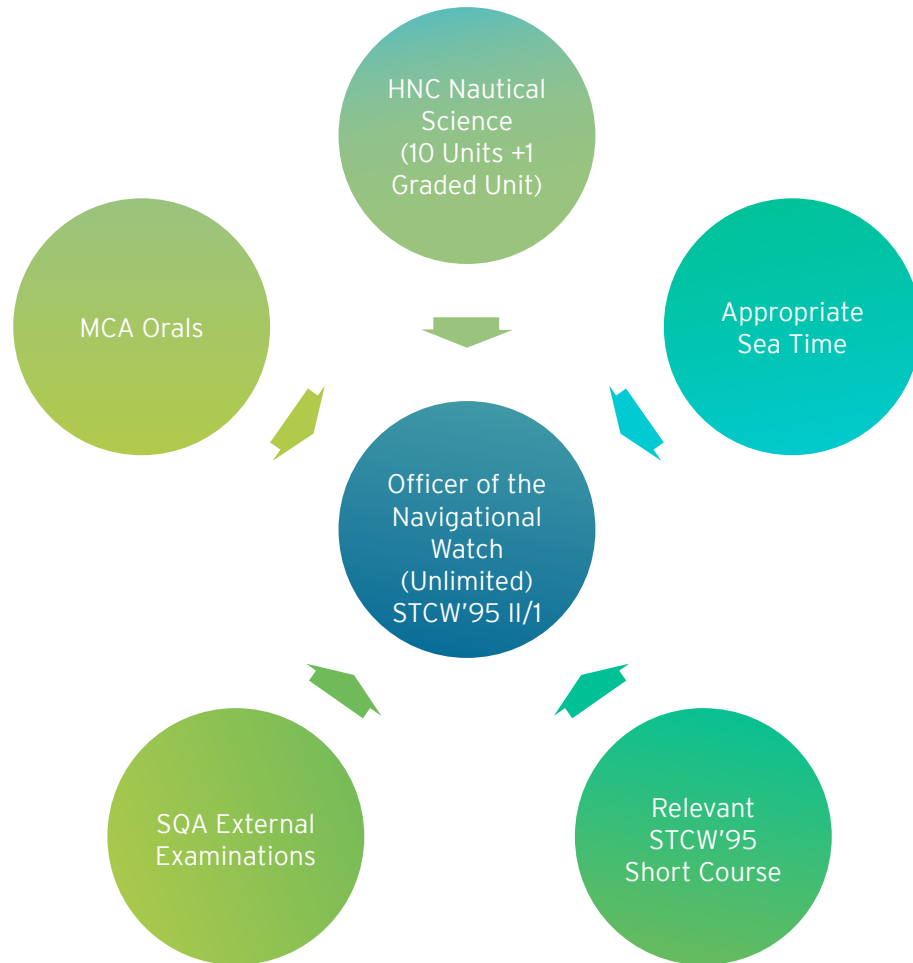 HNC Nautical
Science
(10 Units +1
Graded Unit)
MCA Orals
Appropriate
Sea Time
Officer of the
Navigational
Watch
(Unlimited)
STCW’95 II/1
SQA External
Examinations
Relevant
STCW’95
Short Course